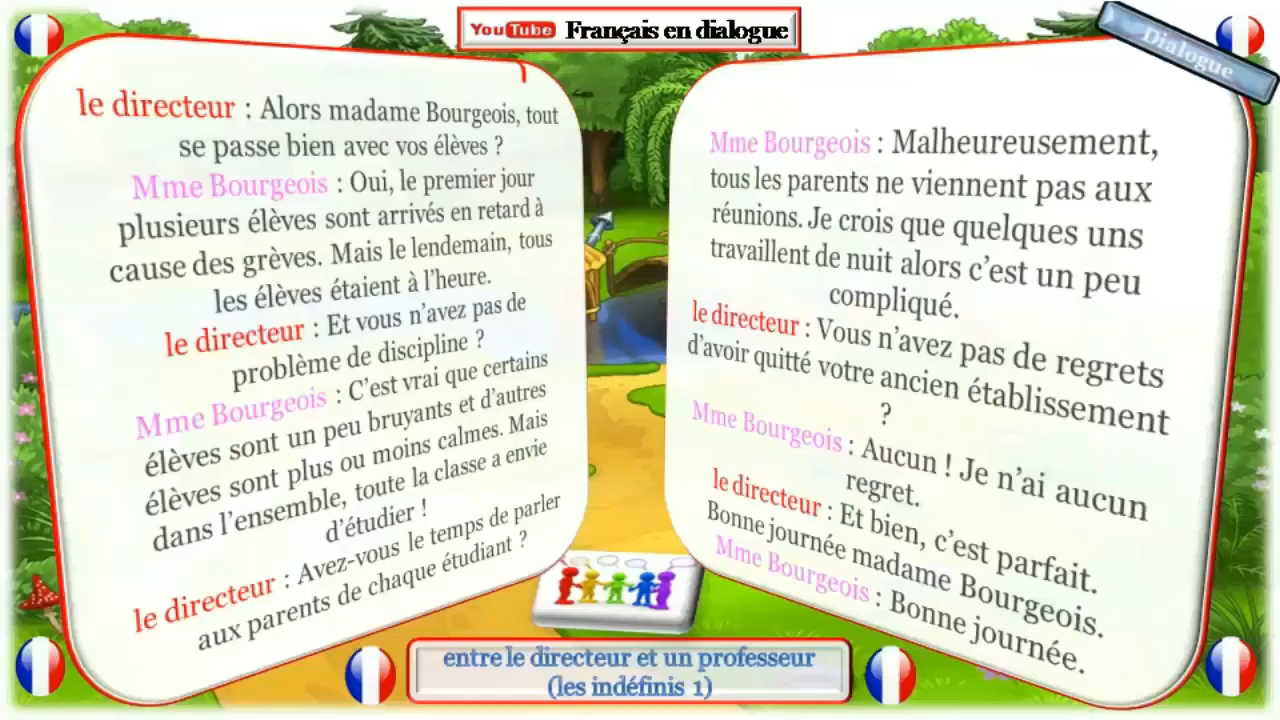 YouTube Français en dialogue
Dialogue
le directeur : Alors madame Bourgeois, tout
se passe bien avec vos élèves ?
Mme Bourgeois : Oui, le premier jour
plusieurs élèves sont arrivés en retard à
cause des grèves. Mais le lendemain, tous
les élèves étaient à l'heure.
le directeur : Et vous n'avez pas de
problème de discipline ?
Mme Bourgeois : C'est vrai que certains
élèves sont un peu bruyants et d'autres
élèves sont plus ou moins calmes. Mais
dans l'ensemble, toute la classe a envie
d'étudier !
le directeur : Avez-vous le temps de parler
aux parents de chaque étudiant ?
Mme Bourgeois : Malheureusement,
tous les parents ne viennent pas aux
réunions. Je crois que quelques uns
travaillent de nuit alors c'est un peu
compliqué.
le directeur : Vous n'avez pas de regrets
d'avoir quitté votre ancien établissement
?
Mme Bourgeois : Aucun ! Je n'ai aucun
regret.
le directeur : Et bien, c'est parfait.
Bonne journée madame Bourgeois.
Mme Bourgeois : Bonne journée.
entre le directeur et un professeur
(les indéfinis 1)